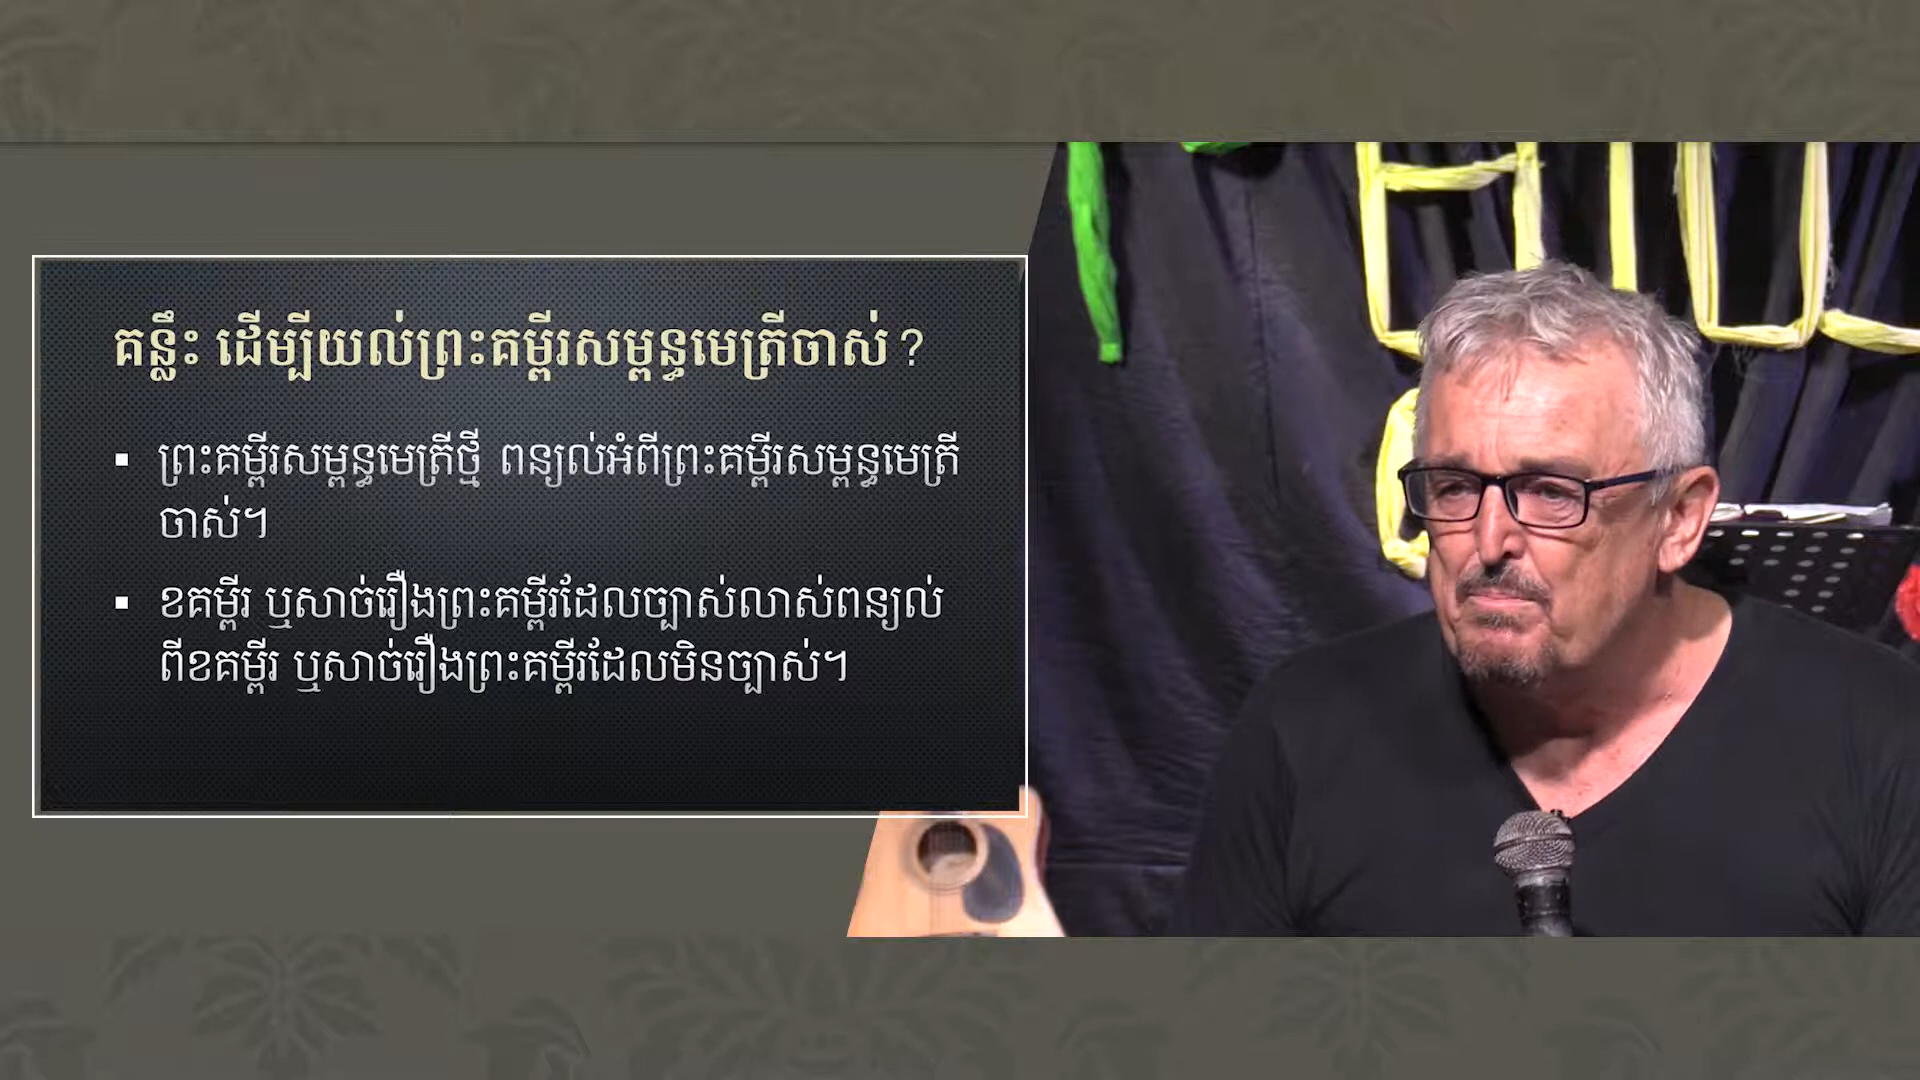 គន្លឹះ ដើម្បីយល់ព្រះគម្ពីរសម្ពន្ធមេត្រីចាស់ ?
▪ ព្រះគម្ពីរសម្ពន្ធមេត្រីថ្មី ពន្យល់អំពីព្រះគម្ពីរសម្ពន្ធមេត្រី
ចាស់។
▪ ខគម្ពីរ ឬសាច់រឿងព្រះគម្ពីរដែលច្បាស់លាស់ពន្យល់
ពីខគម្ពីរ ឬសាច់រឿងព្រះគម្ពីរដែលមិនច្បាស់។